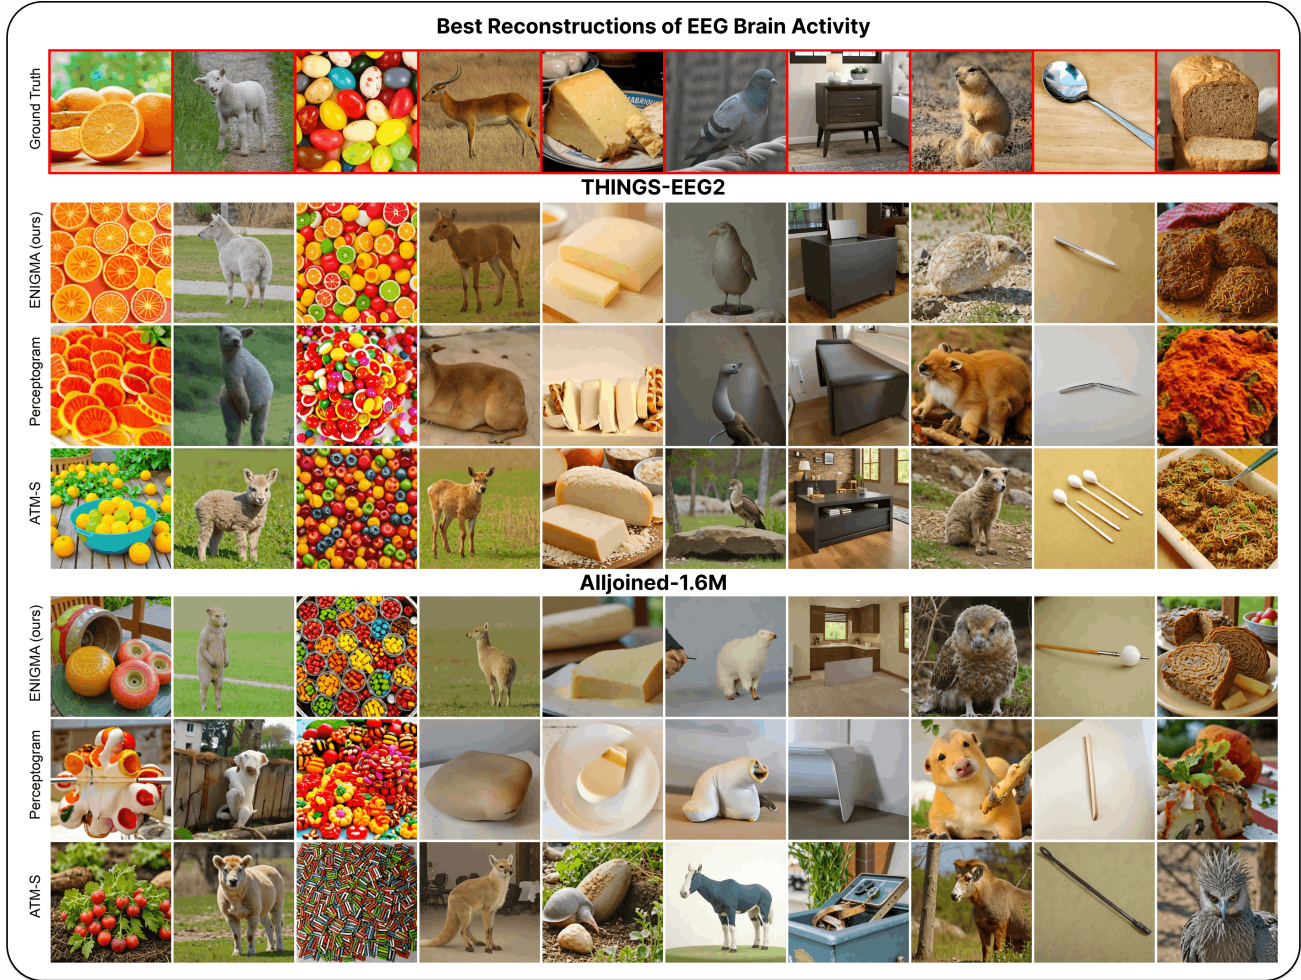 Best Reconstructions of EEG Brain Activity
Ground Truth
FABRIQUE
THINGS-EEG2
ENIGMA (ours)
Perceptogram
ATM-S
Alljoined-1.6M
ENIGMA (ours)
Perceptogram
ATM-S